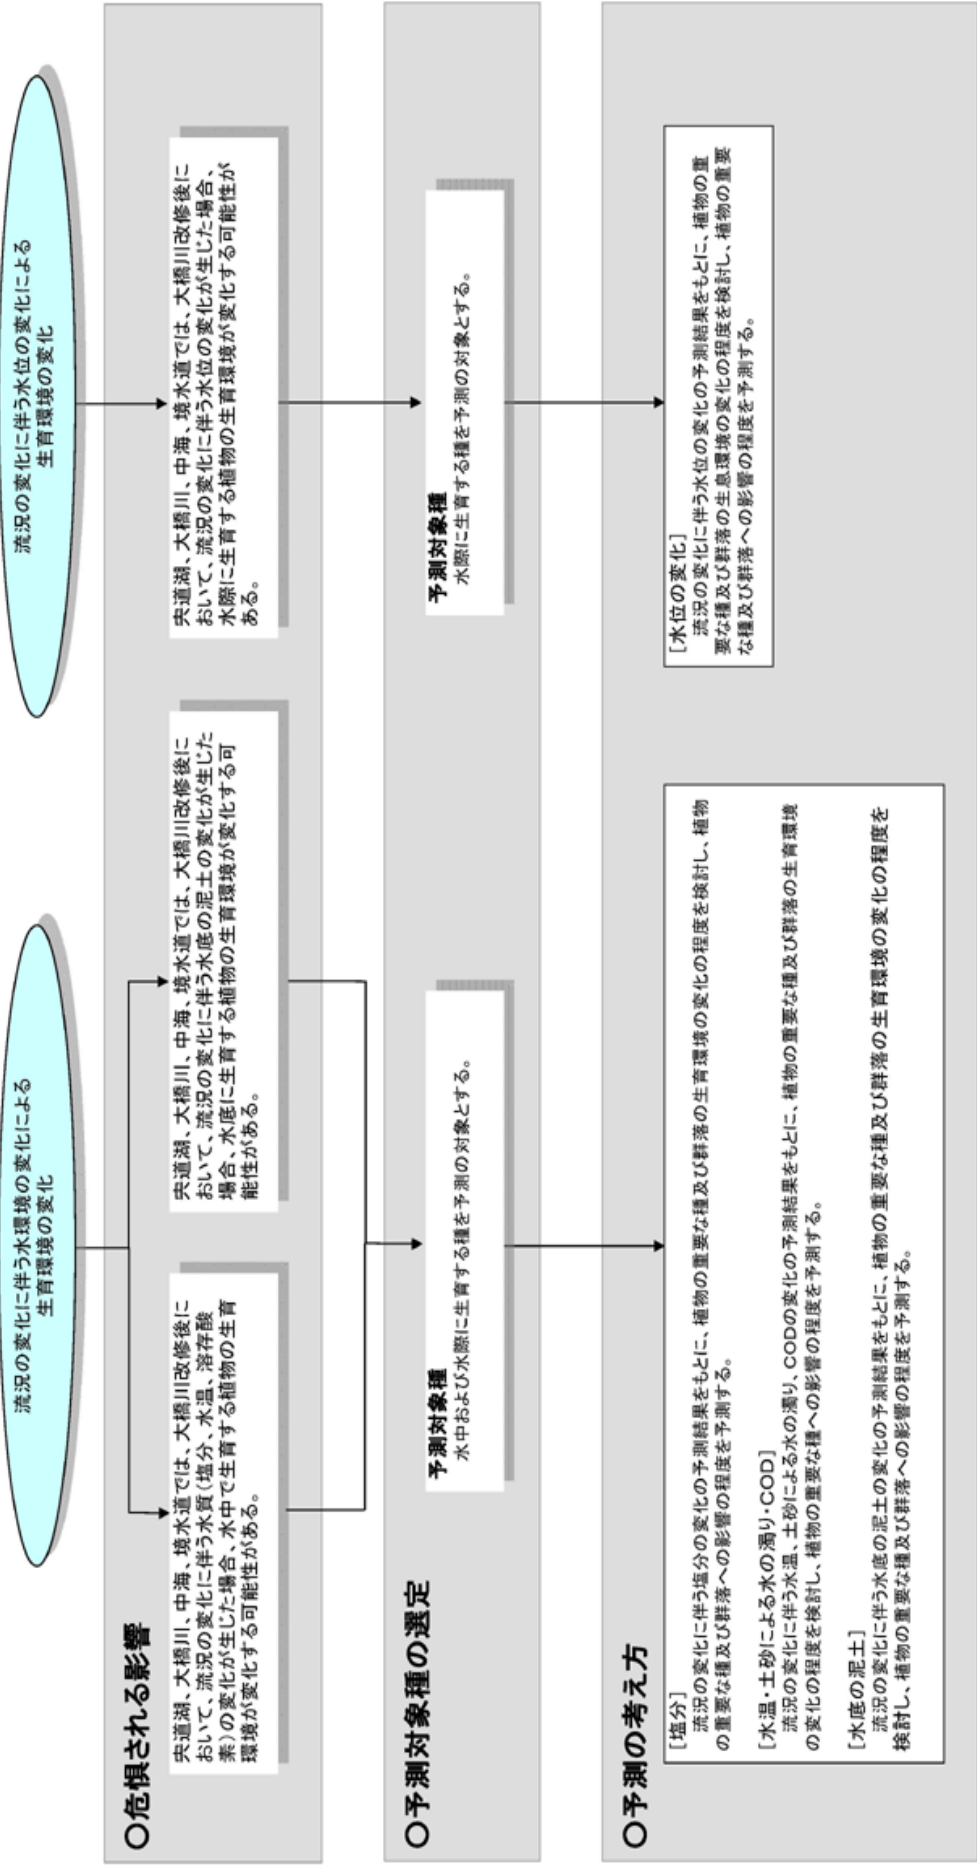 流況の変化に伴う水環境の変化による
生育環境の変化
流況の変化に伴う水位の変化による
生育環境の変化
○危惧される影響
宍道湖、大橋川、中海、境水道では、大橋川改修後に
おいて、流況の変化に伴う水質(塩分、水温、溶存酸
素)の変化が生じた場合、水中で生育する植物の生育
環境が変化する可能性がある。
宍道湖、大橋川、中海、境水道では、大橋川改修後に
おいて、流況の変化に伴う水底の泥土の変化が生じた
場合、水底に生育する植物の生育環境が変化する可
能性がある。
宍道湖、大橋川、中海、境水道では、大橋川改修後に
おいて、流況の変化に伴う水位の変化が生じた場合、
水際に生育する植物の生育環境が変化する可能性が
ある。
○予測対象種の選定
予測対象種
水中および水際に生育する種を予測の対象とする。
予測対象種
水際に生育する種を予測の対象とする。
○予測の考え方
[塩分]
流況の変化に伴う塩分の変化の予測結果をもとに、植物の重要な種及び群落の生育環境の変化の程度を検討し、植物
の重要な種及び群落への影響の程度を予測する。
[水温・土砂による水の濁り・COD]
流況の変化に伴う水温、土砂による水の濁り、CODの変化の予測結果をもとに、植物の重要な種及び群落の生育環境
の変化の程度を検討し、植物の重要な種への影響の程度を予測する。
[水底の泥土]
流況の変化に伴う水底の泥土の変化の予測結果をもとに、植物の重要な種及び群落の生育環境の変化の程度を
検討し、植物の重要な種及び群落への影響の程度を予測する。
[水位の変化]
流況の変化に伴う水位の変化の予測結果をもとに、植物の重
要な種及び群落の生息環境の変化の程度を検討し、植物の重要
な種及び群落への影響の程度を予測する。